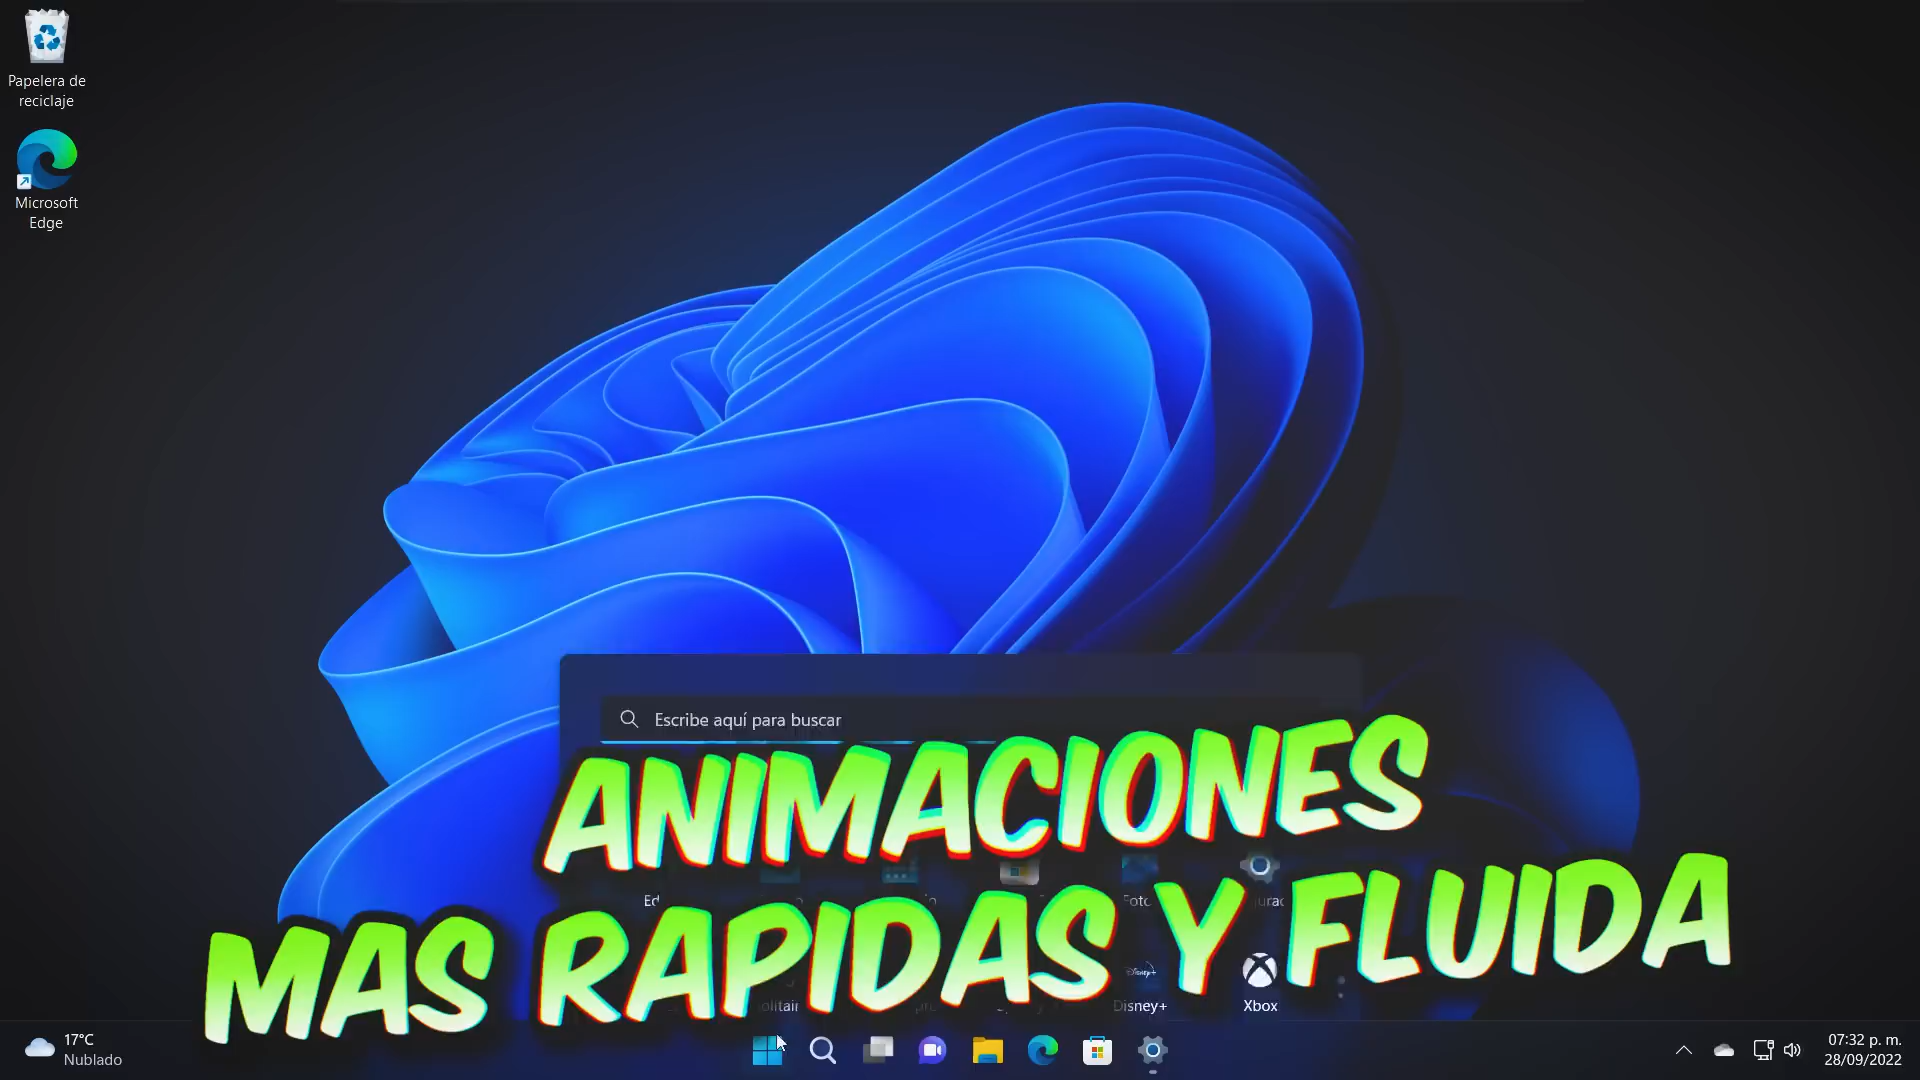 Papelera de
reciclaje
Microsoft
Edge
Escribe aquí para buscar
ANIMACIONES
MAS RAPIDAS Y FLUIDA
Disney+
Xbox
17°C
Nublado
07:32 p. m.
28/09/2022